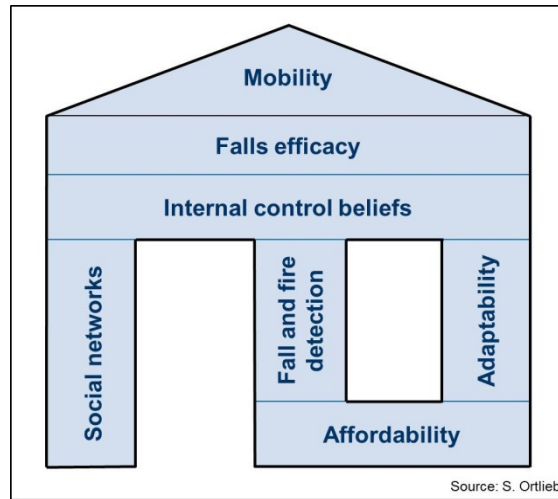 Mobility
Falls efficacy
Internal control beliefs
Social networks
Fall and fire
detection
Adaptability
Affordability
Source: S. Ortlieb